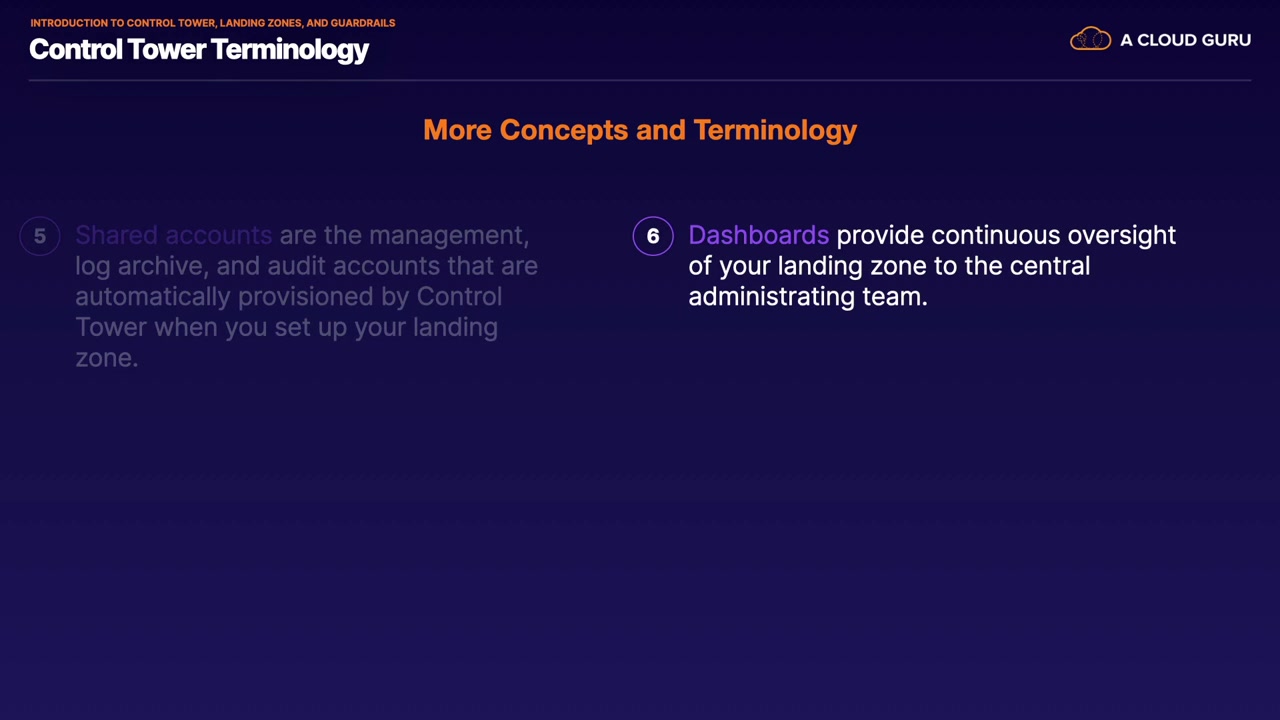 INTRODUCTION TO CONTROL TOWER, LANDING ZONES, AND GUARDRAILS
Control Tower Terminology
A CLOUD GURU
More Concepts and Terminology
5
Shared accounts are the management,
log archive, and audit accounts that are
automatically provisioned by Control
Tower when you set up your landing
zone.
6
Dashboards provide continuous oversight
of your landing zone to the central
administrating team.